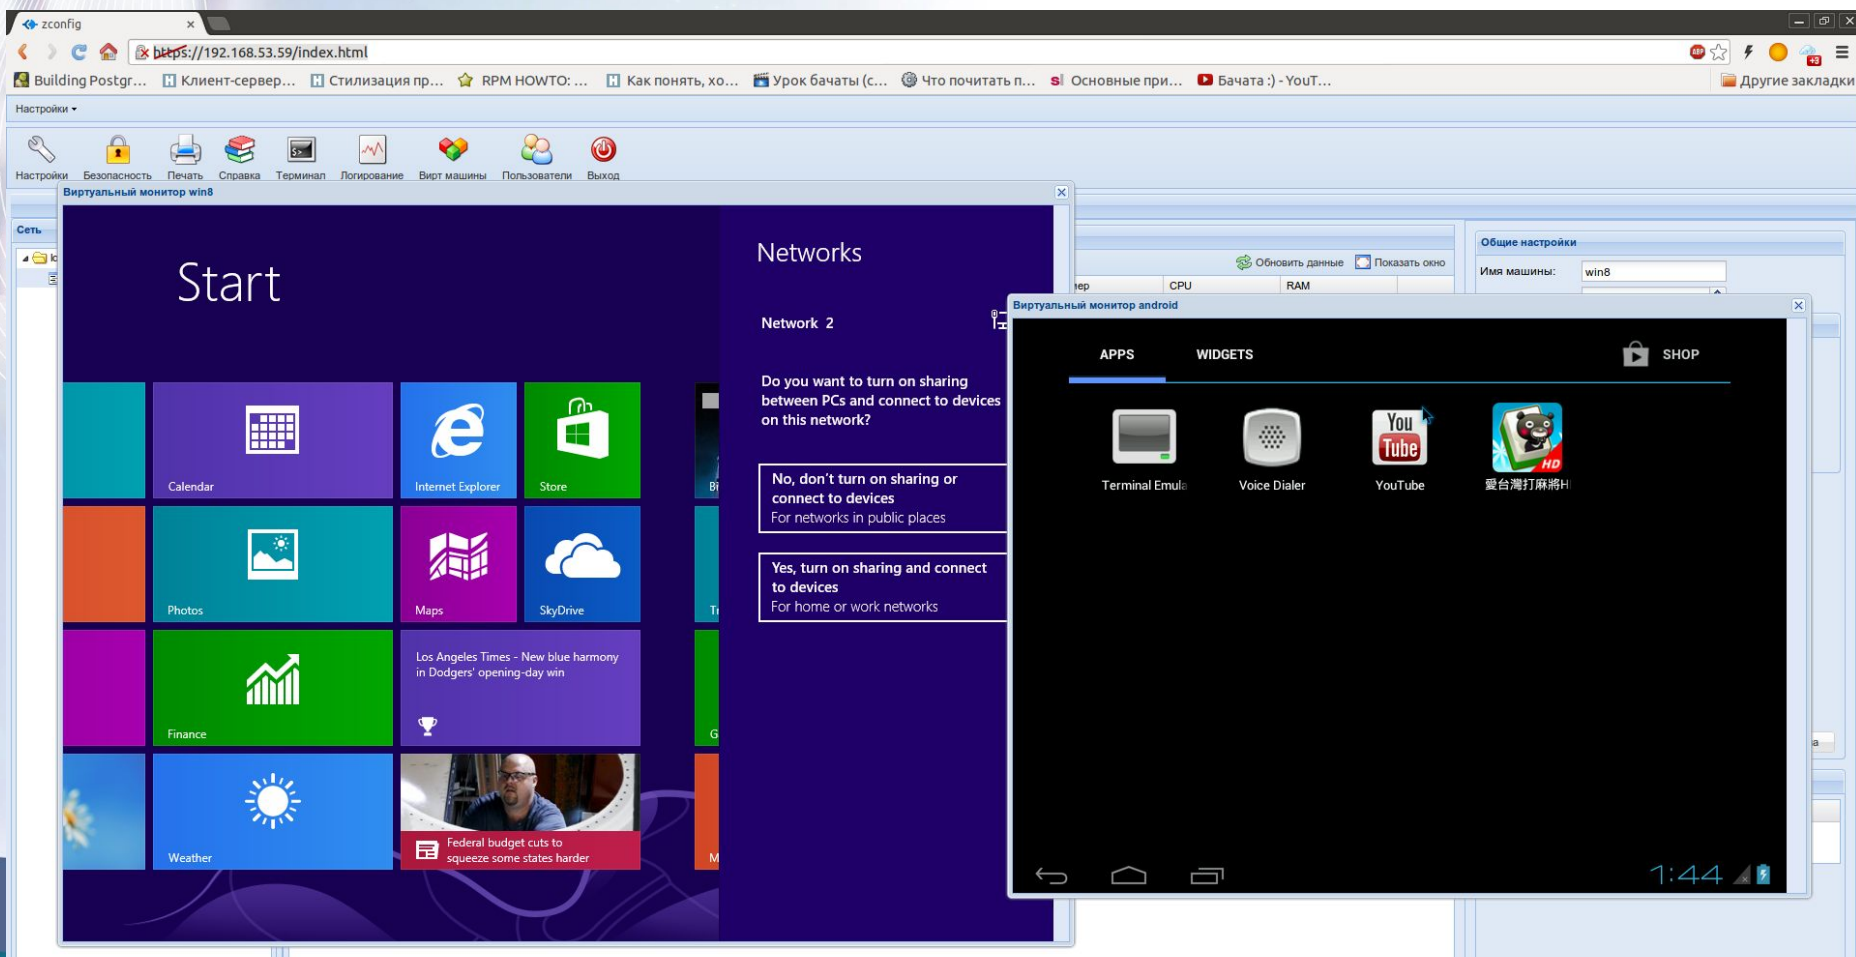 zconfig
https://192.168.53.59/index.html
Building Postgr... Клиент-сервер... Стилизация пр... RPM HOWTO: ... Как понять, хо... Урок бачаты (с... Что почитать п... Основные при... Бачата :) - YouT... Другие закладки
Настройки
Настройки Безопасность Печать Справка Терминал Логирование Вирт машины Пользователи Выход
Виртуальный монитор win8
Сеть
Start
Calendar
Internet Explorer
Store
Photos
Maps
SkyDrive
Finance
Los Angeles Times - New blue harmony
in Dodgers' opening-day win
Weather
Federal budget cuts to
squeeze some states harder
Networks
Network 2
Do you want to turn on sharing
between PCs and connect to devices
on this network?
No, don't turn on sharing or
connect to devices
For networks in public places
Yes, turn on sharing and connect
to devices
For home or work networks
Обновить данные Показать окно
CPU RAM
Общие настройки
Имя машины: win8
Виртуальный монитор android
APPS WIDGETS SHOP
Terminal Emula
Voice Dialer
YouTube
愛台灣打麻將H
You
Tube
HD
1:44